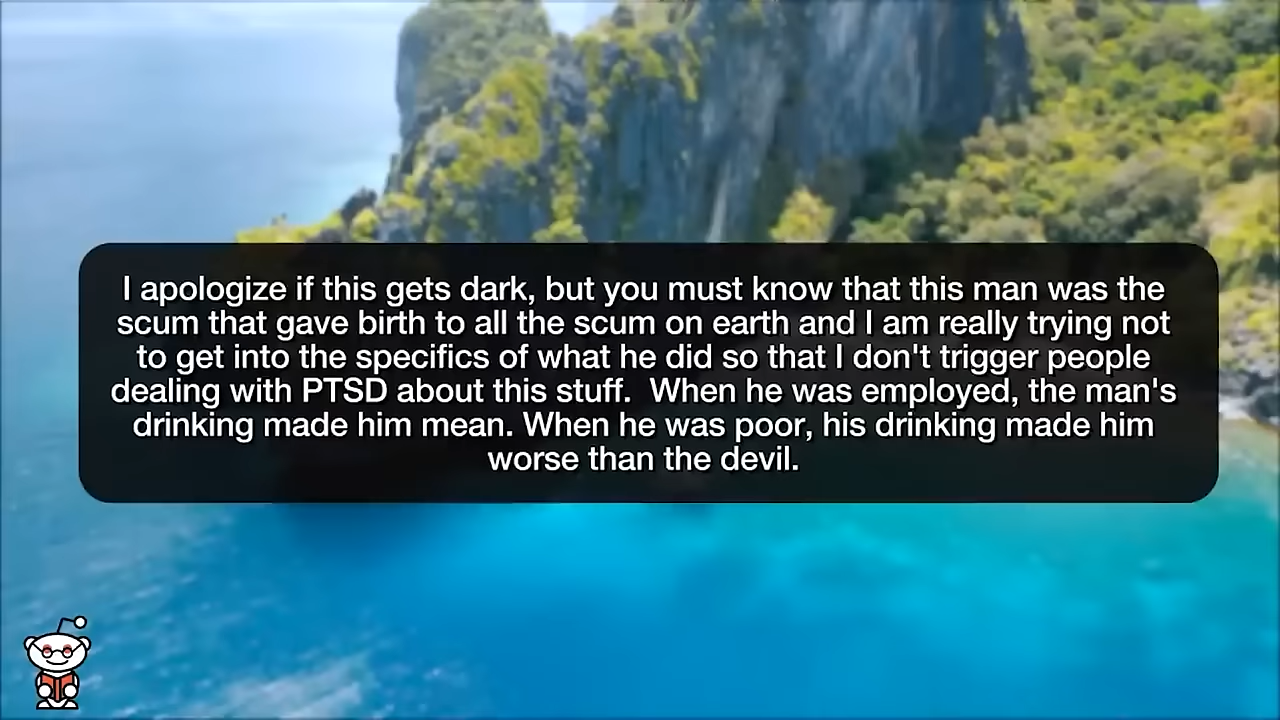 I apologize if this gets dark, but you must know that this man was the
scum that gave birth to all the scum on earth and I am really trying not
to get into the specifics of what he did so that I don't trigger people
dealing with PTSD about this stuff.  When he was employed, the man's
drinking made him mean. When he was poor, his drinking made him
worse than the devil.